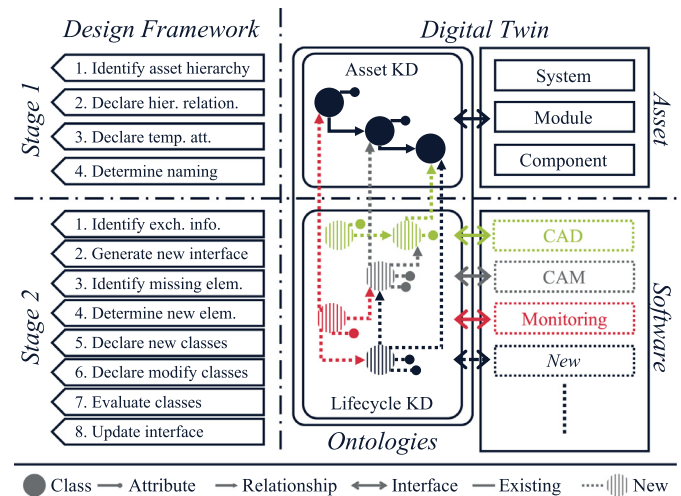 Design Framework
Digital Twin
Stage 1
1. Identify asset hierarchy
2. Declare hier. relation.
3. Declare temp. att.
4. Determine naming
Asset KD
System
Module
Component
Asset
Stage 2
1. Identify exch. info.
2. Generate new interface
3. Identify missing elem.
4. Determine new elem.
5. Declare new classes
6. Declare modify classes
7. Evaluate classes
8. Update interface
Lifecycle KD
Ontologies
CAD
CAM
Monitoring
New
Software
Class Attribute Relationship Interface Existing New